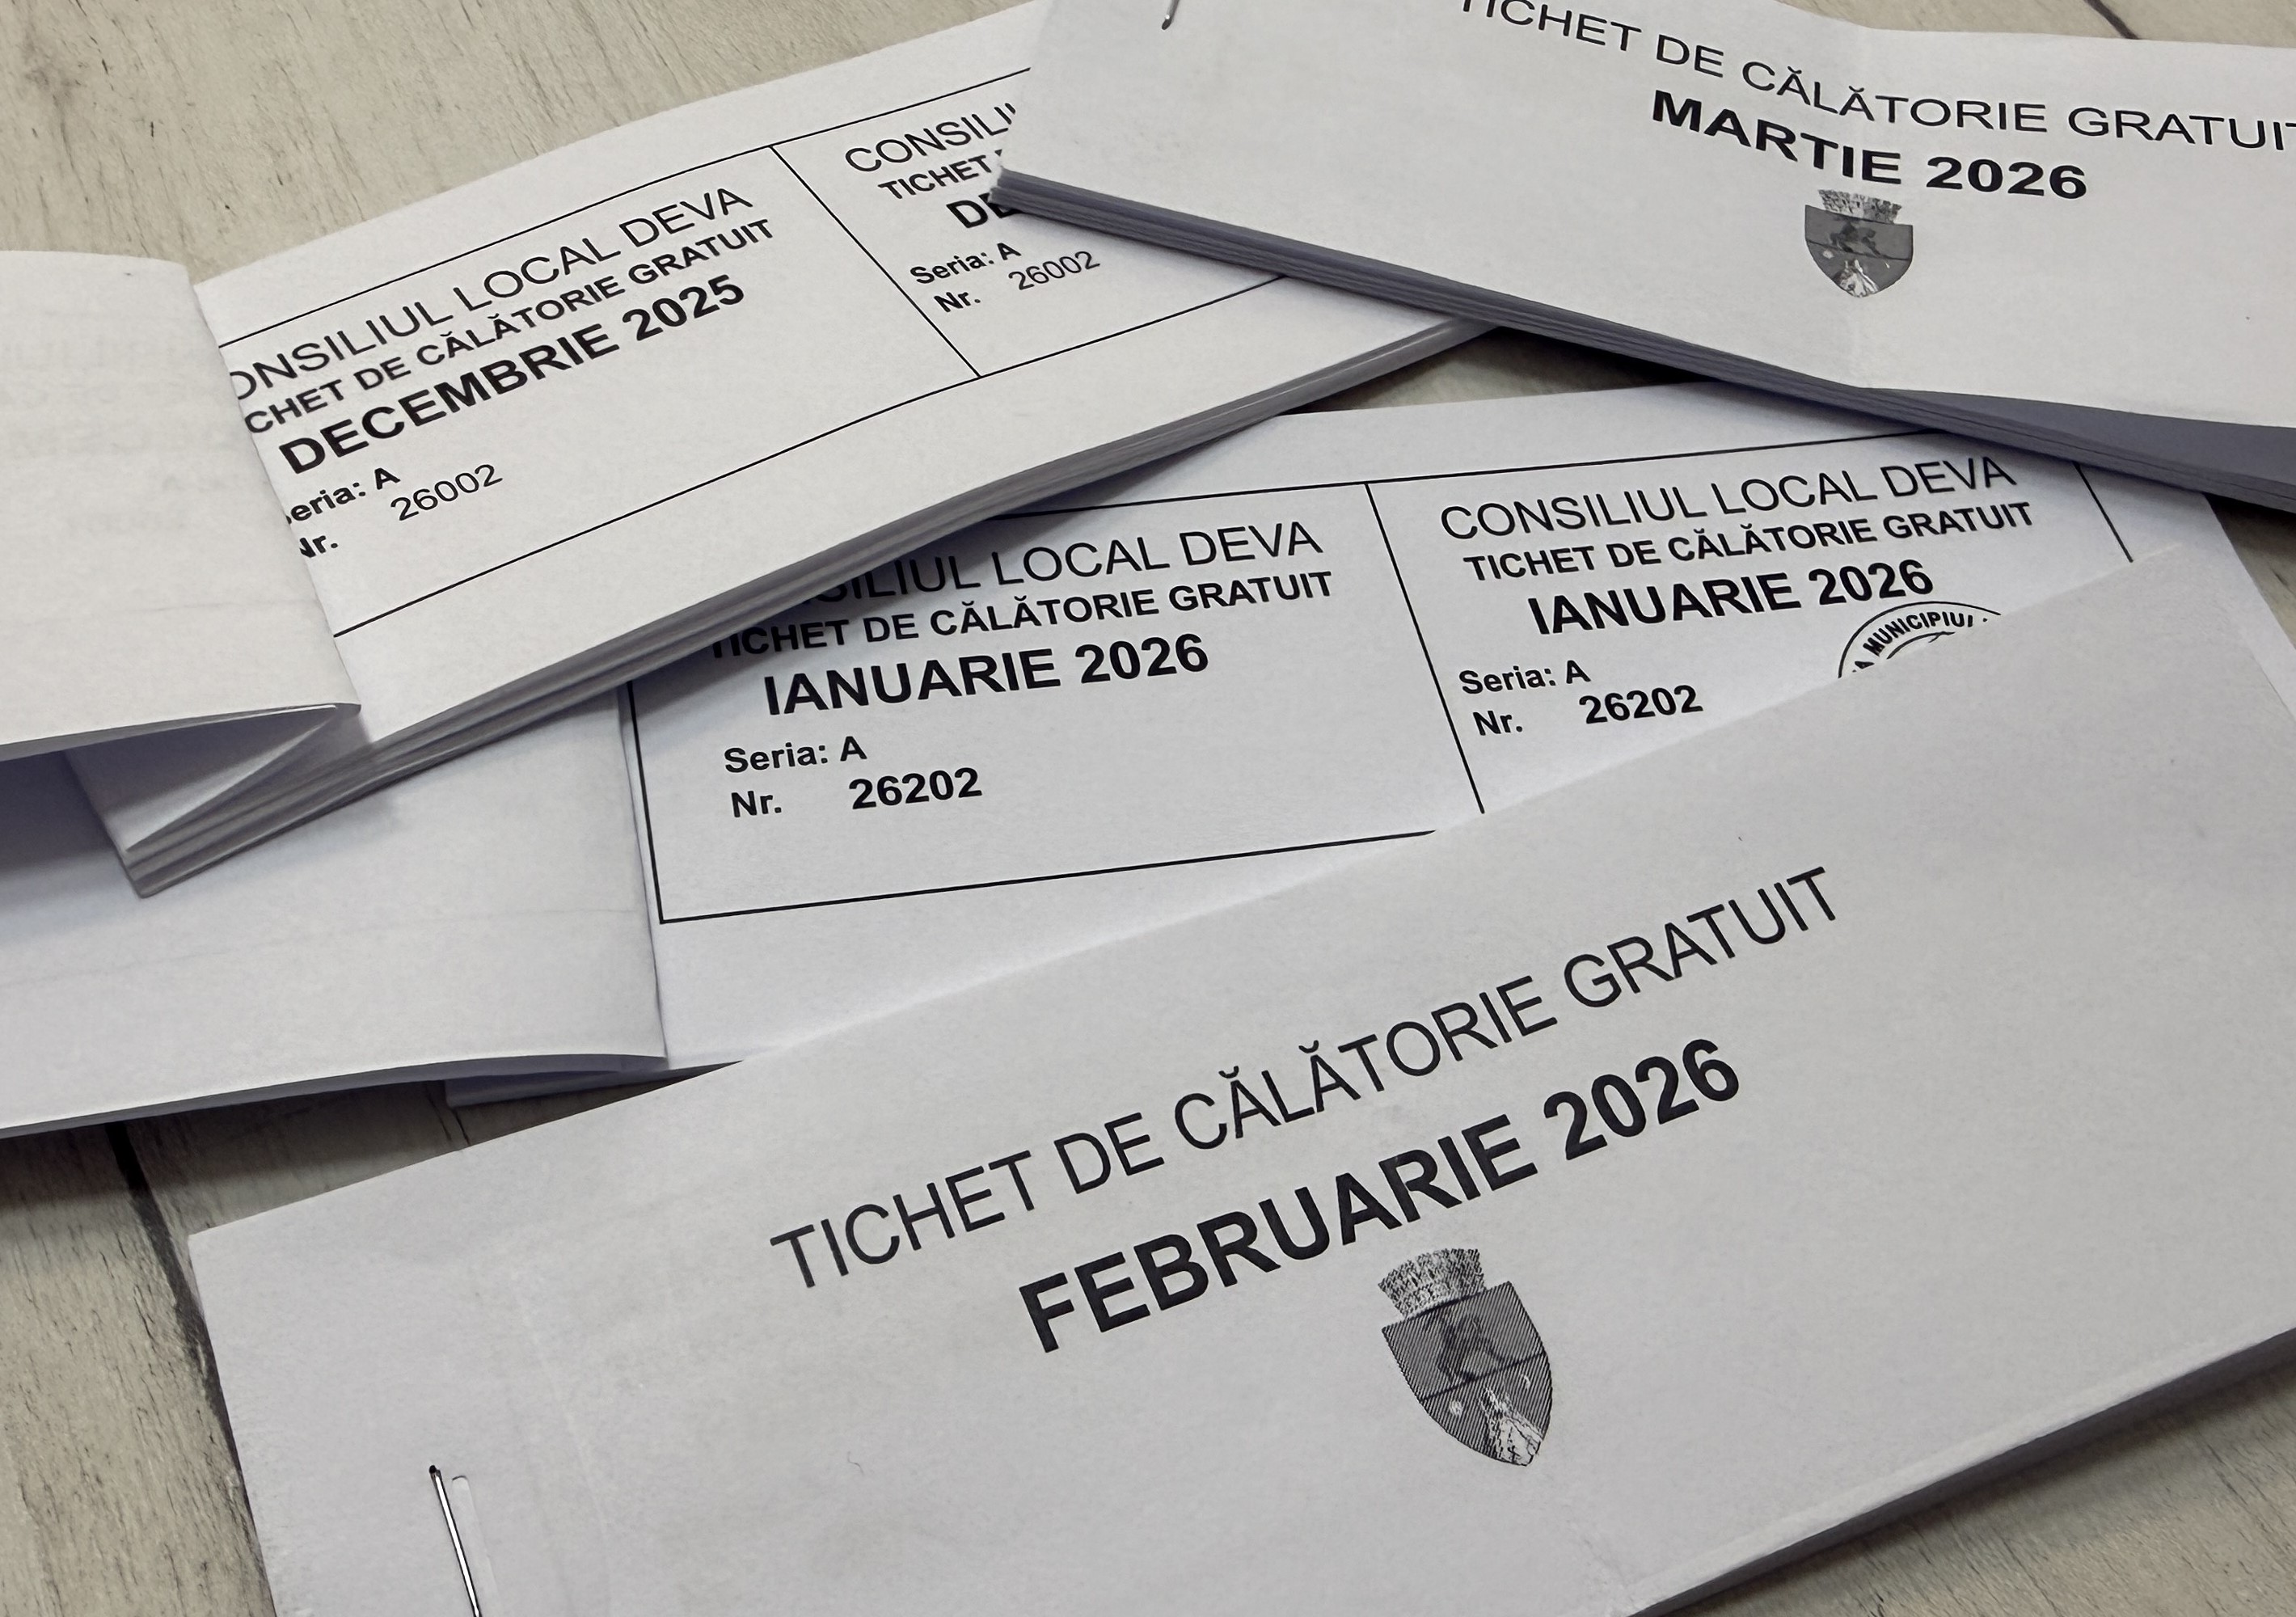 CONSILIUL LOCAL DEVA
TICHET DE CĂLĂTORIE GRATUIT
DECEMBRIE 2025
Seria: A
Nr. 26002
TICHET
Seria: A
Nr. 26002
TICHET DE CĂLĂTORIE GRATUIT
MARTIE 2026
CONSILIUL LOCAL DEVA
TICHET DE CĂLĂTORIE GRATUIT
IANUARIE 2026
Seria: A
Nr. 26202
CONSILIUL LOCAL DEVA
TICHET DE CĂLĂTORIE GRATUIT
IANUARIE 2026
Seria: A
Nr. 26202
MUNICIPIUL
TICHET DE CĂLĂTORIE GRATUIT
FEBRUARIE 2026